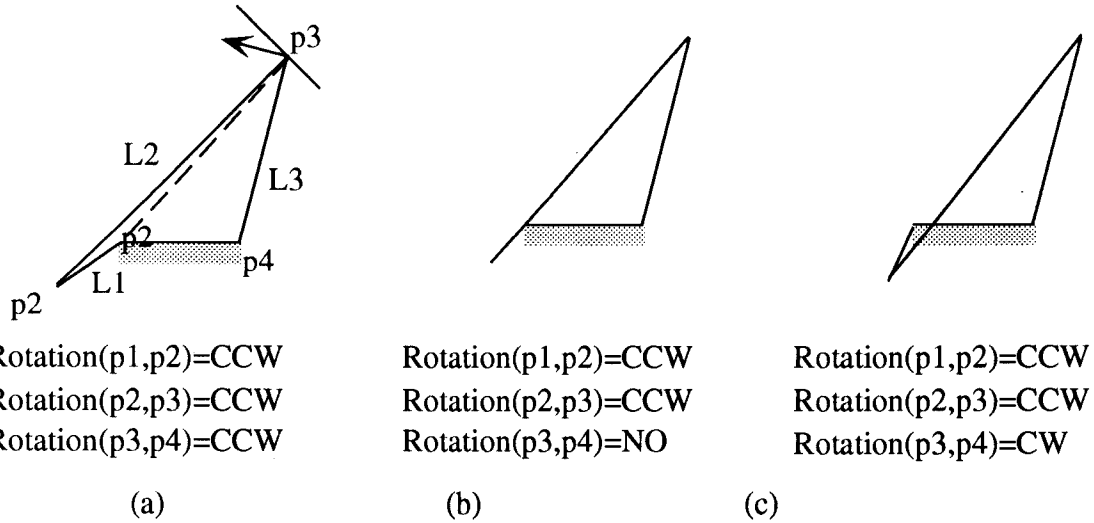 p3
L2
L3
p2
p4
L1
p2
Rotation(p1,p2)=CCW
Rotation(p2,p3)=CCW
Rotation(p3,p4)=CCW
(a)
Rotation(p1,p2)=CCW
Rotation(p2,p3)=CCW
Rotation(p3,p4)=NO
(b)
Rotation(p1,p2)=CCW
Rotation(p2,p3)=CCW
Rotation(p3,p4)=CW
(c)